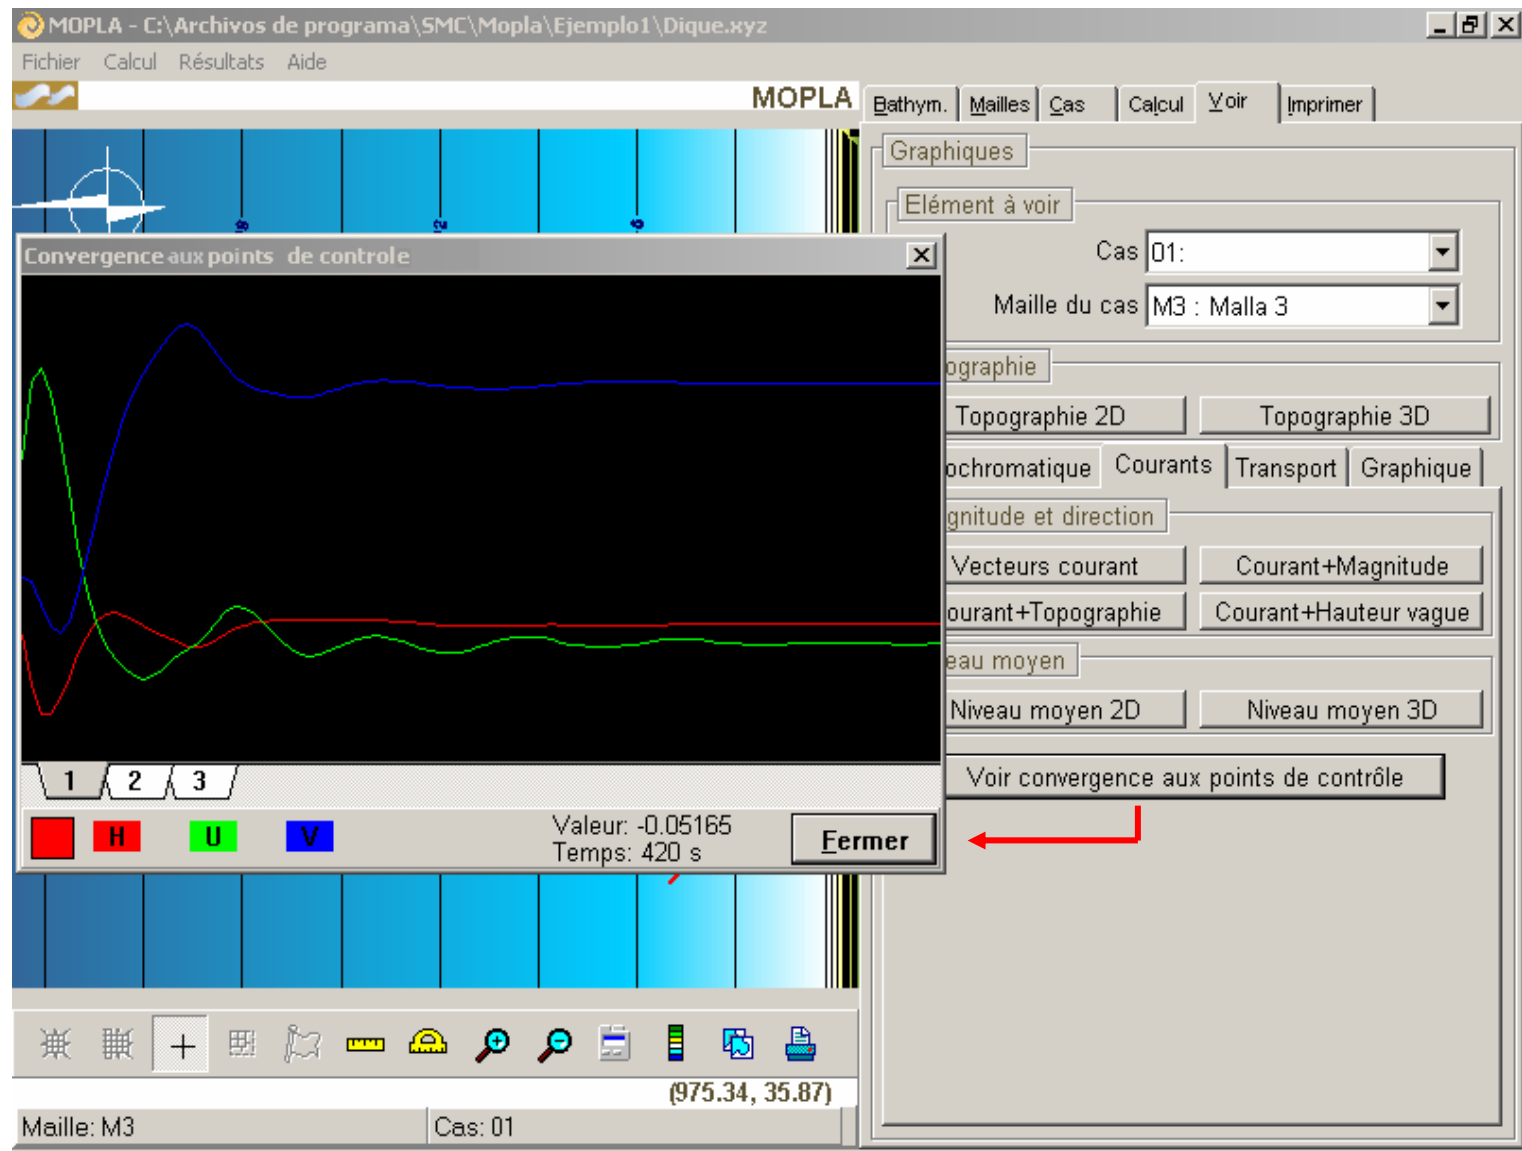 MOPLA - C:\Archivos de programa\SMC\Mopla\Ejemplo1\Dique.xyz
Fichier Calcul Résultats Aide
MOPLA
Bathym. Mailles Cas Calcul Voir Imprimer
Graphiques
Elément à voir
Cas 01:
Maille du cas M3 : Malla 3
Convergence aux points de controle
ographie
Topographie 2D Topographie 3D
ochromatique Courants Transport Graphique
gnitude et direction
Vecteurs courant Courant+Magnitude
ourant+Topographie Courant+Hauteur vague
eau moyen
Niveau moyen 2D Niveau moyen 3D
Voir convergence aux points de contrôle
1 2 3
H U V
Valeur: -0.05165
Temps: 420 s
Fermer
(975.34, 35.87)
Maille: M3 Cas: 01